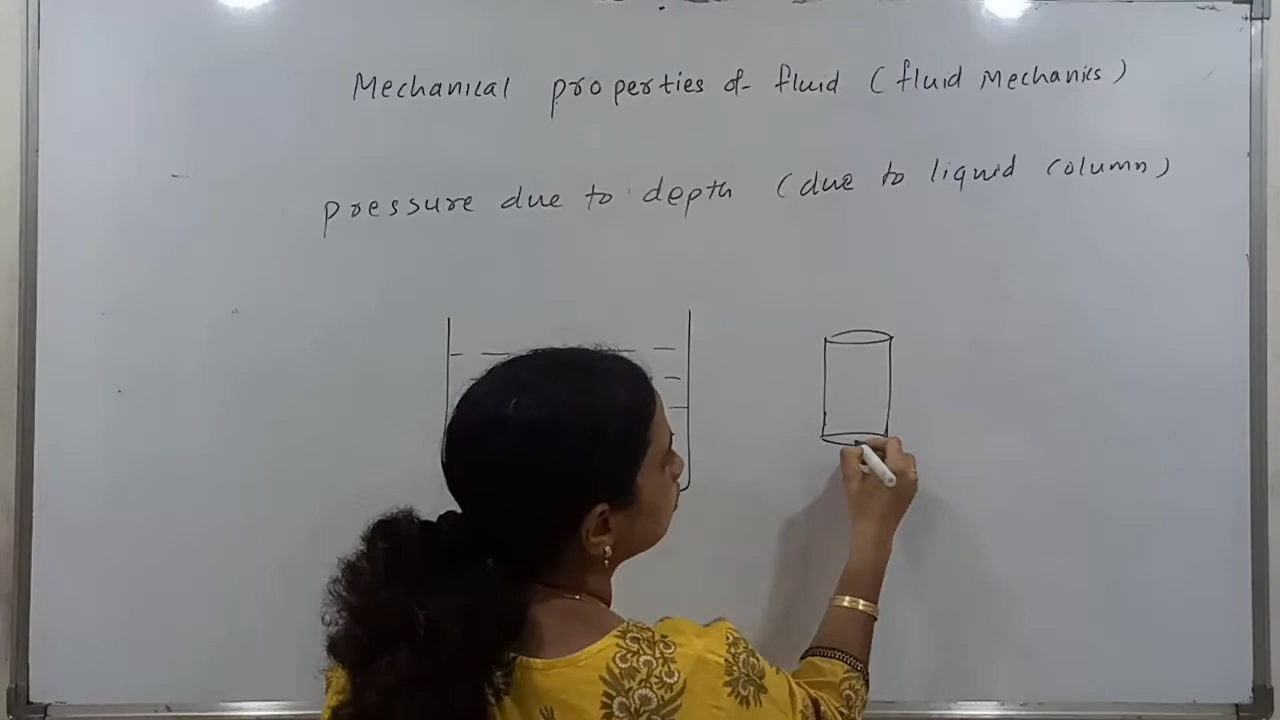 Mechanical properties of fluid (fluid Mechanics)
pressure due to depth (due to liquid column)